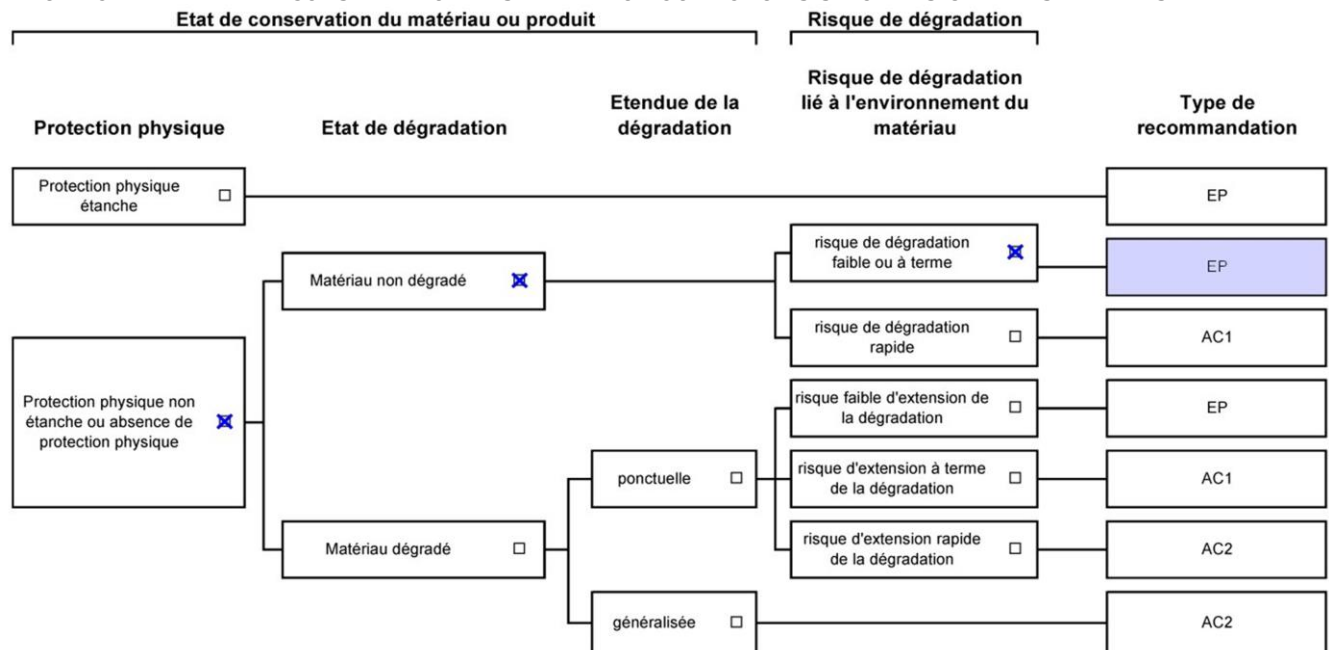 Etat de conservation du matériau ou produit
Risque de dégradation
Protection physique
Etat de dégradation
Etendue de la
dégradation
Risque de dégradation
lié à l'environnement du
matériau
Type de
recommandation
Protection physique
étanche
EP
risque de dégradation
faible ou à terme
EP
Matériau non dégradé
risque de dégradation
rapide
AC1
Protection physique non
étanche ou absence de
protection physique
risque faible d'extension de
la dégradation
EP
ponctuelle
risque d'extension à terme
de la dégradation
AC1
Matériau dégradé
risque d'extension rapide
de la dégradation
AC2
généralisée
AC2